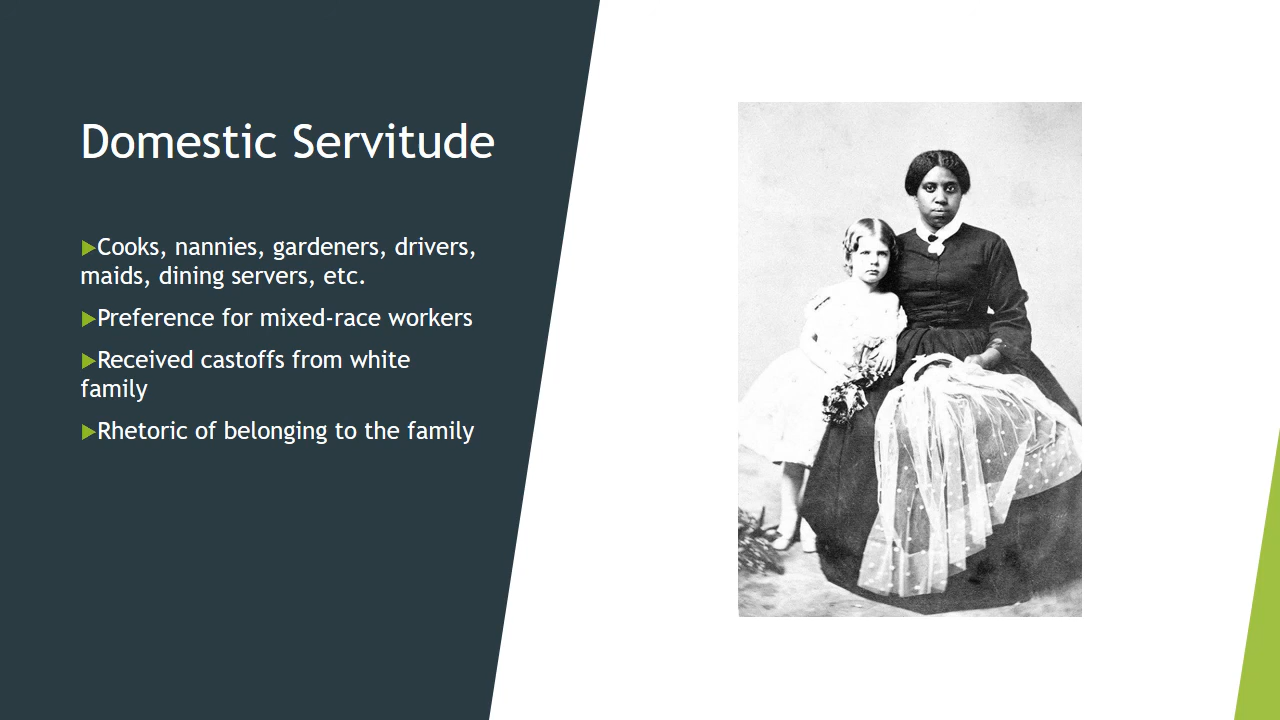 Domestic Servitude
▶Cooks, nannies, gardeners, drivers,
maids, dining servers, etc.
▶Preference for mixed-race workers
▶Received castoffs from white
family
▶Rhetoric of belonging to the family